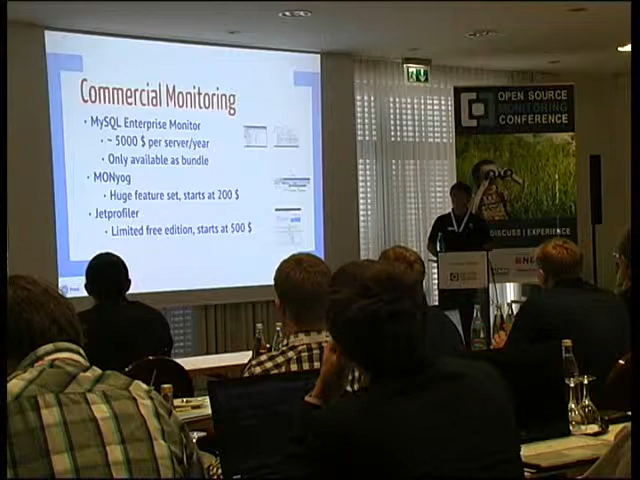 Commercial Monitoring
• MySQL Enterprise Monitor
• ~ 5000 $ per server/year
• Only available as bundle
• MONyog
• Huge feature set, starts at 200 $
• Jetprofiler
• Limited free edition, starts at 500 $
OPEN SOURCE
MONITORING
CONFERENCE
DISCUSS | EXPERIENCE